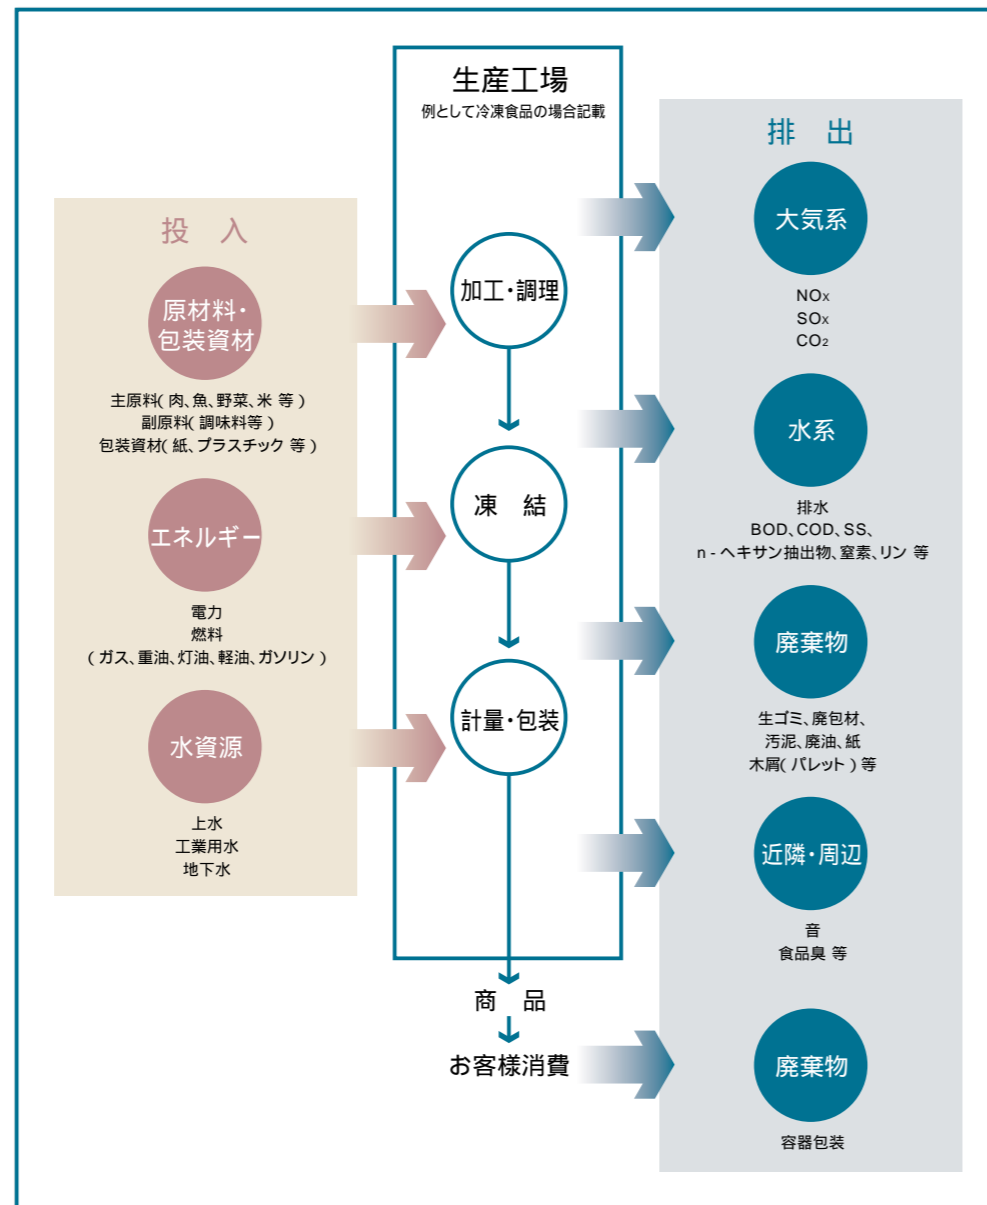 生産工場
例として冷凍食品の場合記載
投 入
原材料・
包装資材
主原料(肉、魚、野菜、米 等)
副原料(調味料等)
包装資材(紙、プラスチック 等)
エネルギー
電力
燃料
(ガス、重油、灯油、軽油、ガソリン)
水資源
上水
工業用水
地下水
加工・調理
凍 結
計量・包装
商 品
お客様消費
排 出
大気系
NOx
SOx
CO₂
水系
排水
BOD、COD、SS、
n-ヘキサン抽出物、窒素、リン 等
廃棄物
生ゴミ、廃包材、
汚泥、廃油、紙
木屑(パレット)等
近隣・周辺
音
食品臭 等
廃棄物
容器包装